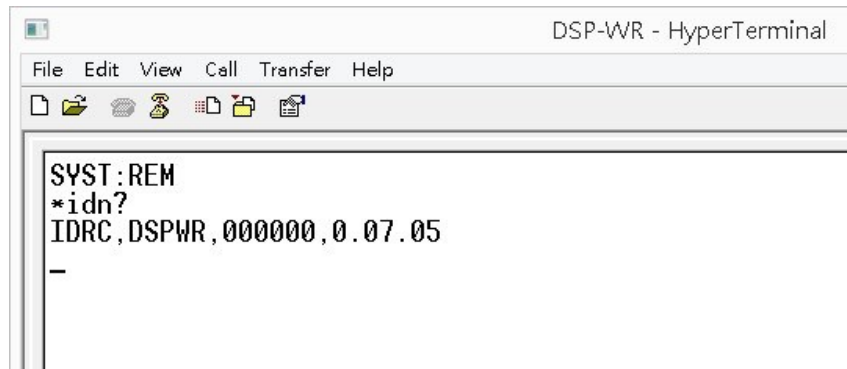 DSP-WR - HyperTerminal
File Edit View Call Transfer Help
SYST:REM
*idn?
IDRC,DSPWR,000000,0.07.05
_